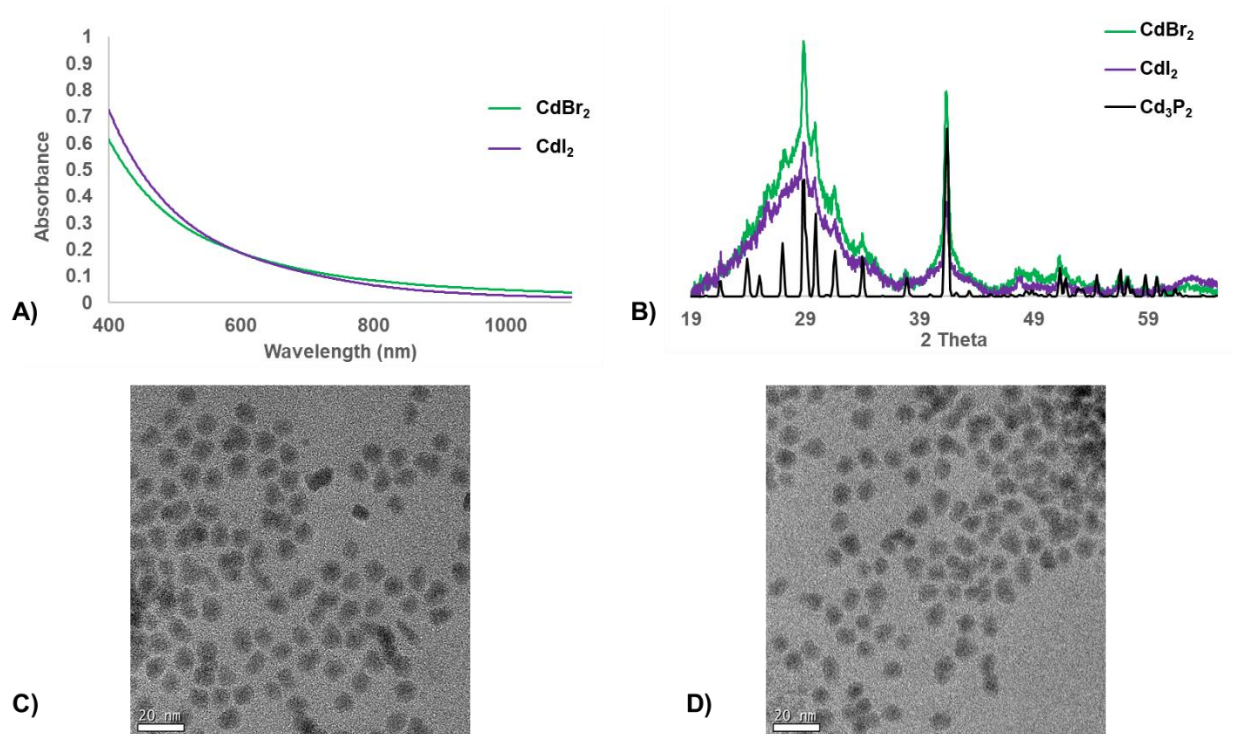 1
0.9
0.8
0.7
0.6
0.5
0.4
0.3
0.2
0.1
0
Absorbance
400 600 800 1000
Wavelength (nm)
CdBr₂
CdI₂
A)
CdBr₂
CdI₂
Cd₃P₂
19 29 39 49 59
2 Theta
B)
C)
20 nm
D)
20 nm